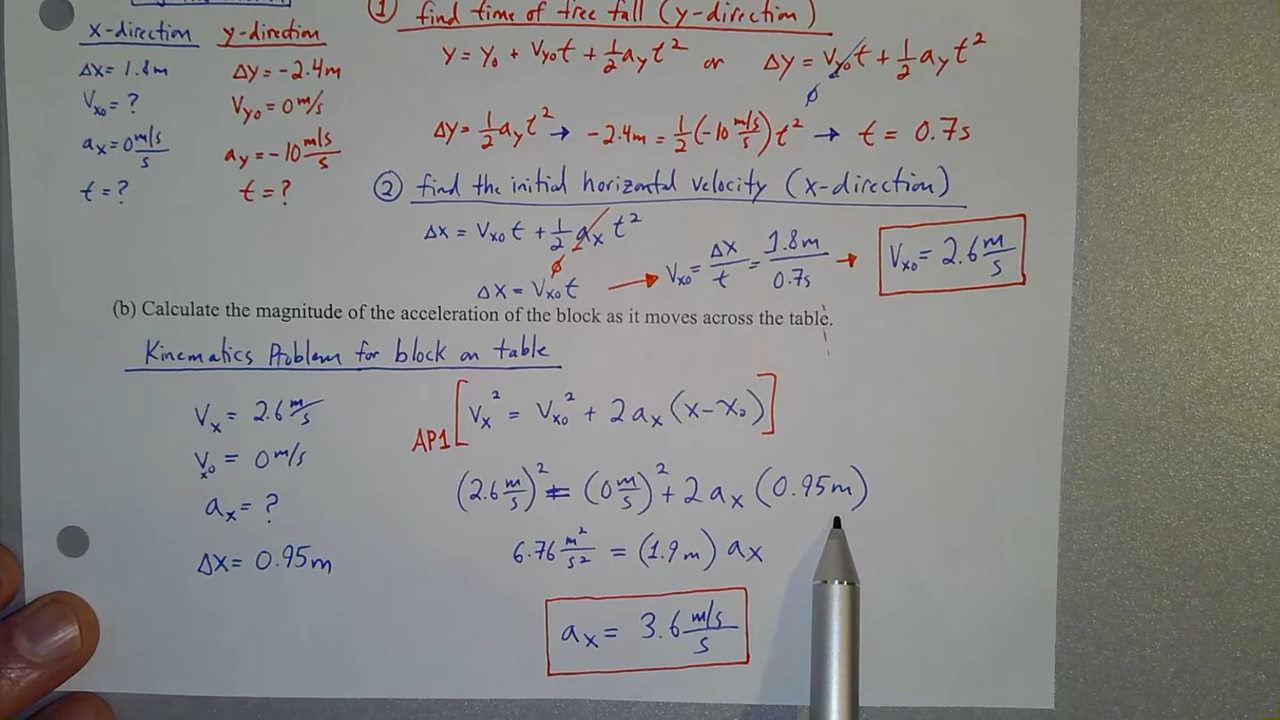 ① find time of free fall (y-direction)
x-direction y-direction
Δx = 1.8m Δy = -2.4m
Vx₀ = ? Vy₀ = 0 m/s
ax = 0 m/s/s ay = -10 m/s/s
t = ? t = ?
y = y₀ + Vy₀t + ½ayt² or Δy = Vy₀t + ½ayt²
0
Δy = ½ayt² → -2.4m = ½(-10 m/s/s)t² → t = 0.7s
② find the initial horizontal velocity (x-direction)
Δx = Vx₀t + ½axt²
0
Δx = Vx₀t → Vx₀ = Δx/t = 1.8m/0.7s → Vx₀ = 2.6 m/s
(b) Calculate the magnitude of the acceleration of the block as it moves across the table.
Kinematics Problem for block on table
Vx = 2.6 m/s
Vx₀ = 0 m/s
ax = ?
Δx = 0.95m
AP1 [Vx² = Vx₀² + 2ax(x-x₀)]
(2.6 m/s)² = (0 m/s)² + 2ax(0.95m)
6.76 m²/s² = (1.9m) ax
ax = 3.6 m/s/s